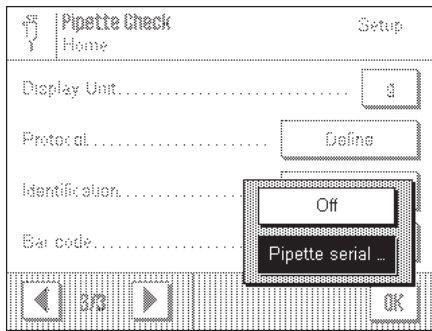 Pipette Check
Setup
Home
Display Unit
g
Protocol
Define
Identification
Off
Bar code
Pipette serial ...
3/3
OK